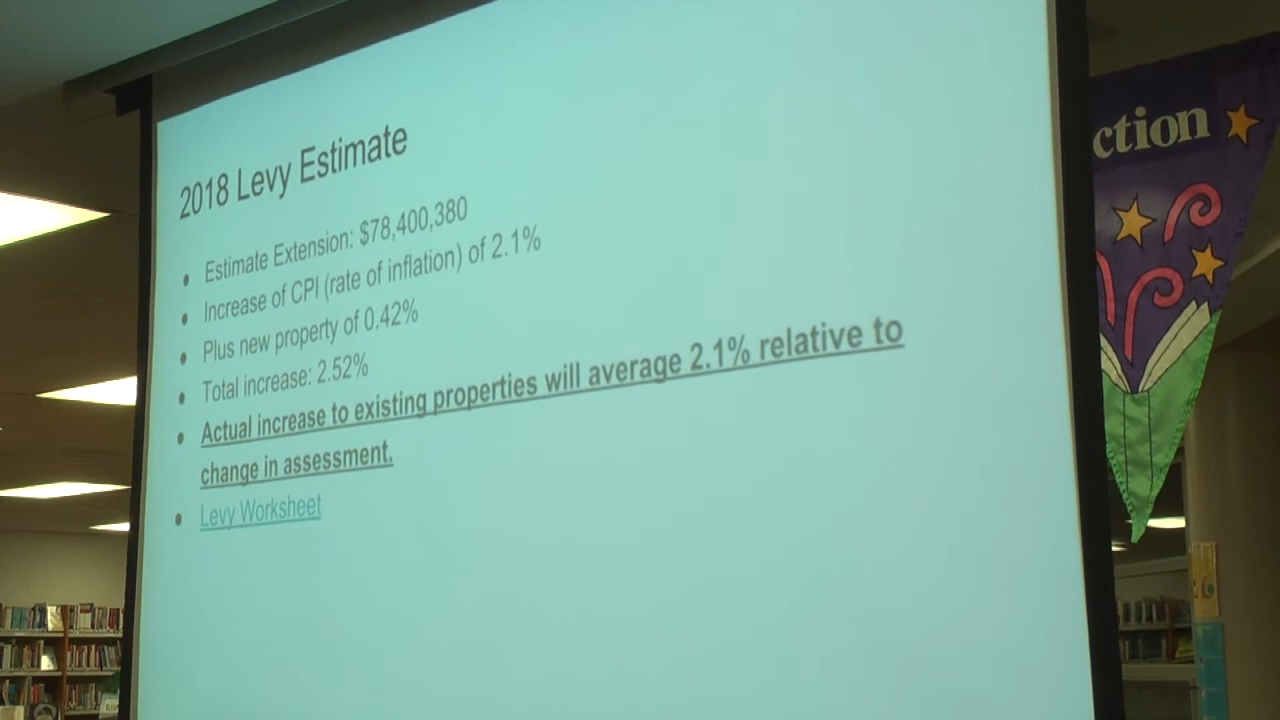 2018 Levy Estimate
Estimate Extension: $78,400,380
Increase of CPI (rate of inflation) of 2.1%
Plus new property of 0.42%
Total increase: 2.52%
Actual increase to existing properties will average 2.1% relative to
change in assessment.
Levy Worksheet
ction